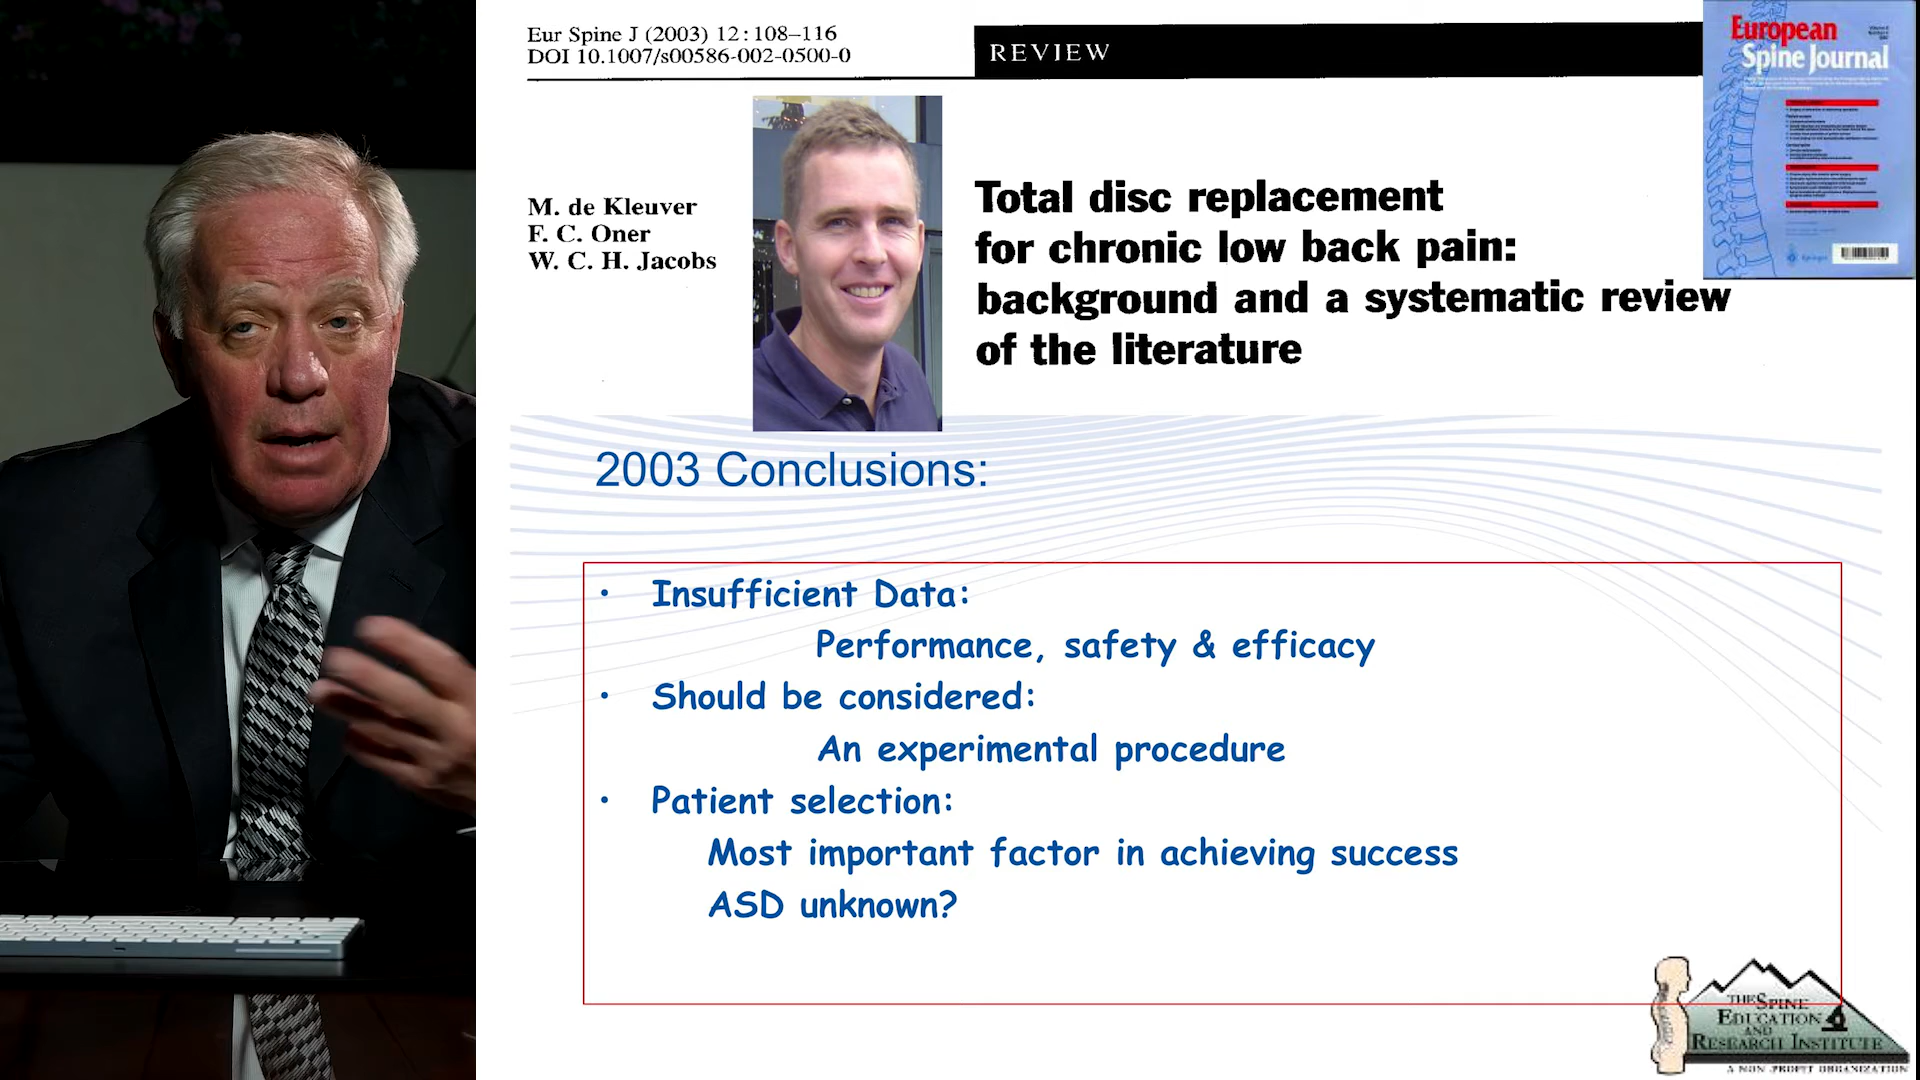 Eur Spine J (2003) 12 : 108–116
DOI 10.1007/s00586-002-0500-0
REVIEW
European
Spine Journal
M. de Kleuver
F. C. Oner
W. C. H. Jacobs
Total disc replacement
for chronic low back pain:
background and a systematic review
of the literature
2003 Conclusions:
• Insufficient Data:
Performance, safety & efficacy
• Should be considered:
An experimental procedure
• Patient selection:
Most important factor in achieving success
ASD unknown?
THE SPINE
EDUCATION
AND
RESEARCH INSTITUTE
A NON-PROFIT ORGANIZATION